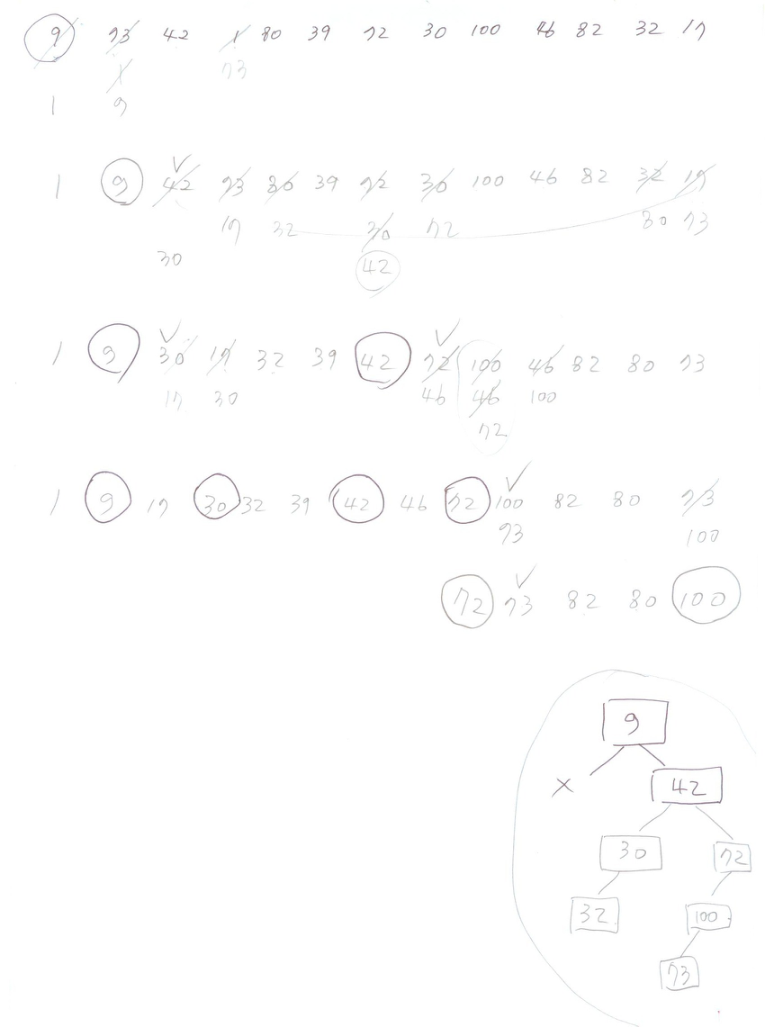 9 73 42 1 80 39 72 30 100 46 82 32 17
1 73
1 9
1 9 42 73 80 39 72 30 100 46 82 32 17
17 32 30 72 80 73
30 42
1 9 30 17 32 39 42 72 100 46 82 80 73
17 30 46 46 100
72
1 9 17 30 32 39 42 46 72 100 82 80 73
73 100
72 73 82 80 100
9
X 42
30 72
32 100
73